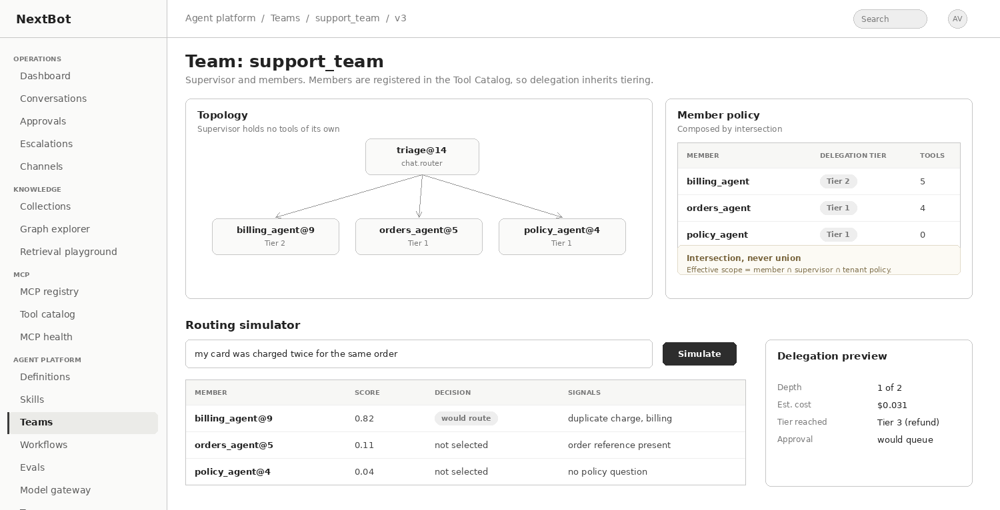 NextBot
Agent platform / Teams / support_team / v3
Search
AV
OPERATIONS
Dashboard
Conversations
Approvals
Escalations
Channels
KNOWLEDGE
Collections
Graph explorer
Retrieval playground
MCP
MCP registry
Tool catalog
MCP health
AGENT PLATFORM
Definitions
Skills
Teams
Workflows
Evals
Model gateway
Team: support_team
Supervisor and members. Members are registered in the Tool Catalog, so delegation inherits tiering.
Topology
Supervisor holds no tools of its own
triage@14
chat.router
billing_agent@9
Tier 2
orders_agent@5
Tier 1
policy_agent@4
Tier 1
Member policy
Composed by intersection
MEMBER DELEGATION TIER TOOLS
billing_agent Tier 2 5
orders_agent Tier 1 4
policy_agent Tier 1 0
Intersection, never union
Effective scope = member ∩ supervisor ∩ tenant policy.
Routing simulator
my card was charged twice for the same order
Simulate
MEMBER SCORE DECISION SIGNALS
billing_agent@9 0.82 would route duplicate charge, billing
orders_agent@5 0.11 not selected order reference present
policy_agent@4 0.04 not selected no policy question
Delegation preview
Depth 1 of 2
Est. cost $0.031
Tier reached Tier 3 (refund)
Approval would queue